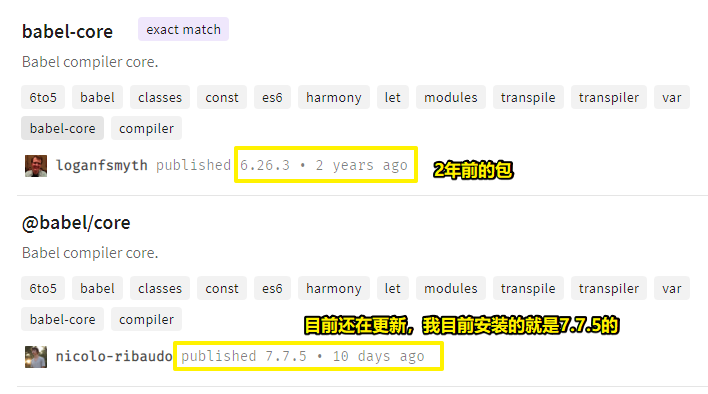 babel-core exact match
Babel compiler core.
6to5 babel classes const es6 harmony let modules transpile transpiler var
babel-core compiler
loganfsmyth published 6.26.3 • 2 years ago
2年前的包
@babel/core
Babel compiler core.
6to5 babel classes const es6 harmony let modules transpile transpiler var
babel-core compiler
目前还在更新，我目前安装的就是7.7.5的
nicolo-ribaudo published 7.7.5 • 10 days ago